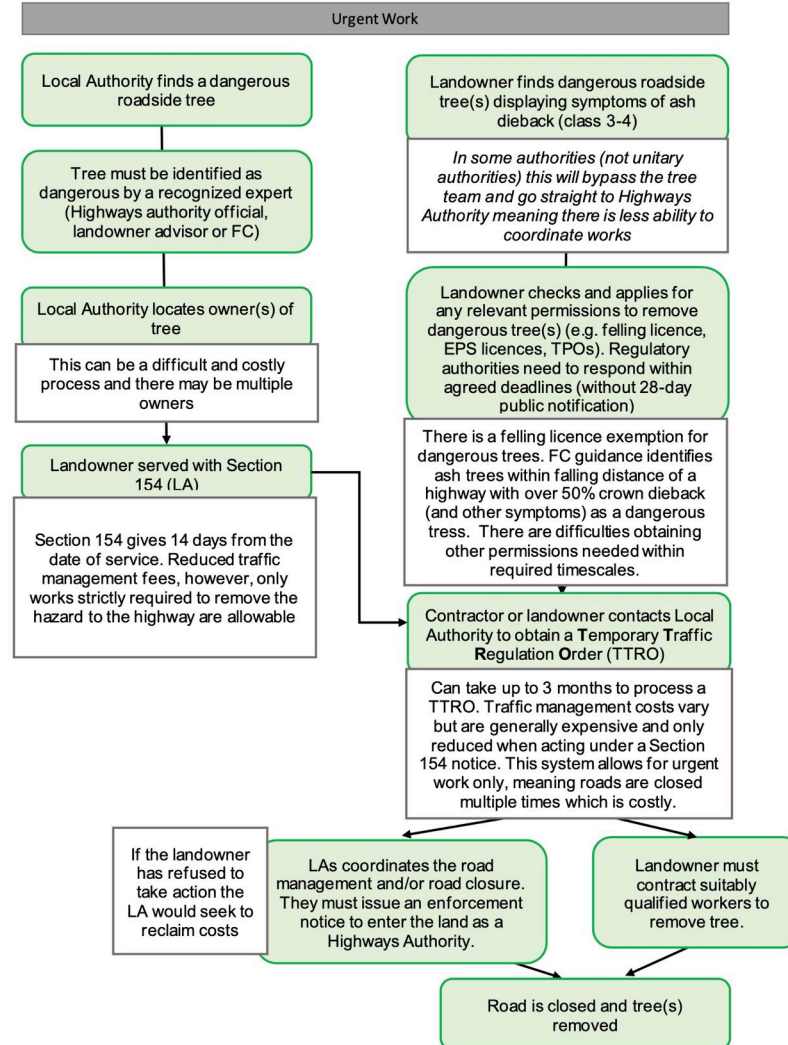 Urgent Work
Local Authority finds a dangerous
roadside tree
Tree must be identified as
dangerous by a recognized expert
(Highways authority official,
landowner advisor or FC)
Local Authority locates owner(s) of
tree
This can be a difficult and costly
process and there may be multiple
owners
Landowner served with Section
154 (LA)
Section 154 gives 14 days from the
date of service. Reduced traffic
management fees, however, only
works strictly required to remove the
hazard to the highway are allowable
Landowner finds dangerous roadside
tree(s) displaying symptoms of ash
dieback (class 3-4)
In some authorities (not unitary
authorities) this will bypass the tree
team and go straight to Highways
Authority meaning there is less ability to
coordinate works
Landowner checks and applies for
any relevant permissions to remove
dangerous tree(s) (e.g. felling licence,
EPS licences, TPOs). Regulatory
authorities need to respond within
agreed deadlines (without 28-day
public notification)
There is a felling licence exemption for
dangerous trees. FC guidance identifies
ash trees within falling distance of a
highway with over 50% crown dieback
(and other symptoms) as a dangerous
tress. There are difficulties obtaining
other permissions needed within
required timescales.
Contractor or landowner contacts Local
Authority to obtain a Temporary Traffic
Regulation Order (TTRO)
Can take up to 3 months to process a
TTRO. Traffic management costs vary
but are generally expensive and only
reduced when acting under a Section
154 notice. This system allows for urgent
work only, meaning roads are closed
multiple times which is costly.
If the landowner
has refused to
take action the
LA would seek to
reclaim costs
LAs coordinates the road
management and/or road closure.
They must issue an enforcement
notice to enter the land as a
Highways Authority.
Landowner must
contract suitably
qualified workers to
remove tree.
Road is closed and tree(s)
removed